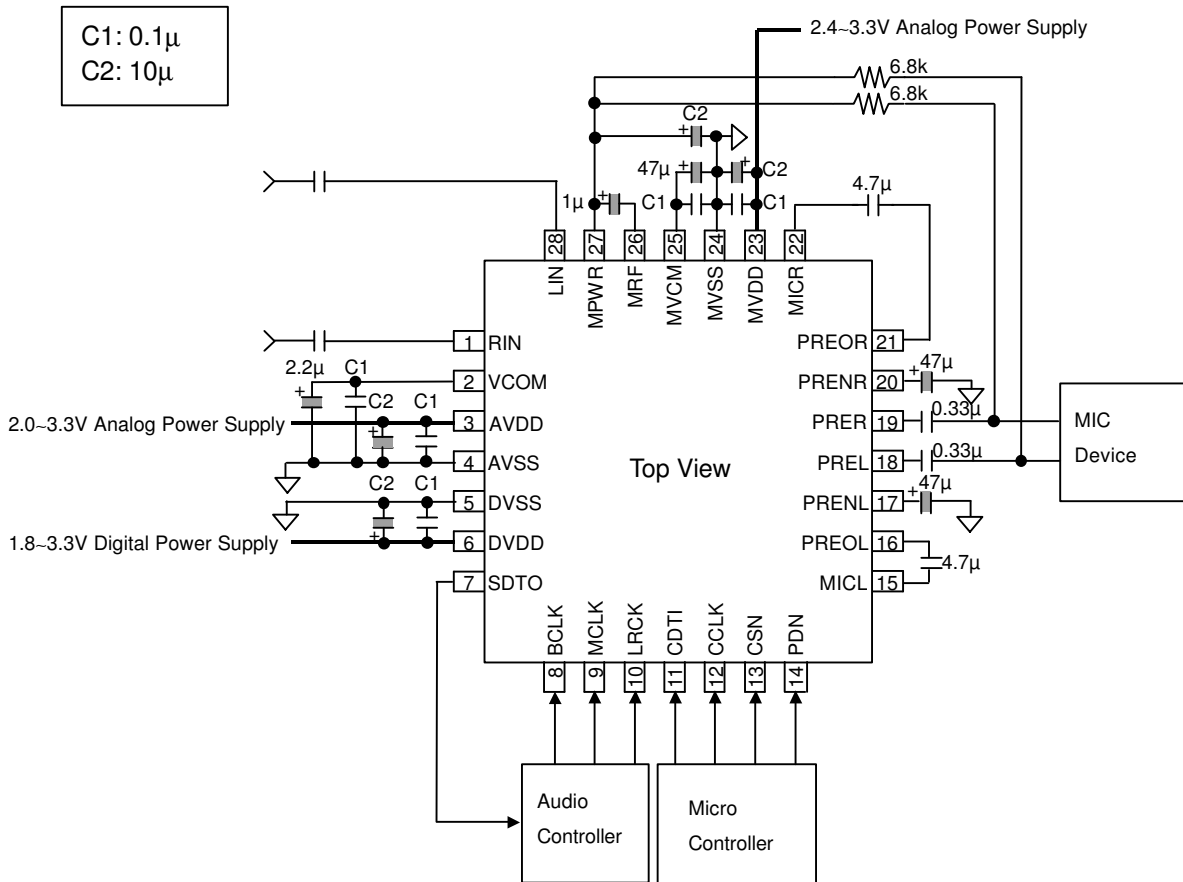 C1: 0.1μ
C2: 10μ
2.4~3.3V Analog Power Supply
6.8k
6.8k
C2
+
47μ
+
+
C2
4.7μ
1μ
+
C1
C1
28
27
26
25
24
23
22
LIN
MPWR
MRF
MVCM
MVSS
MVDD
MICR
1
RIN
PREOR
21
2.2μ
C1
+
2
VCOM
PRENR
20
+
47μ
C2
C1
2.0~3.3V Analog Power Supply
+
3
AVDD
PRER
19
0.33μ
MIC
Device
4
AVSS
Top View
PREL
18
0.33μ
C2
C1
5
DVSS
PRENL
17
+
47μ
1.8~3.3V Digital Power Supply
+
6
DVDD
PREOL
16
4.7μ
7
SDTO
MICL
15
BCLK
MCLK
LRCK
CDTI
CCLK
CSN
PDN
8
9
10
11
12
13
14
Audio
Controller
Micro
Controller